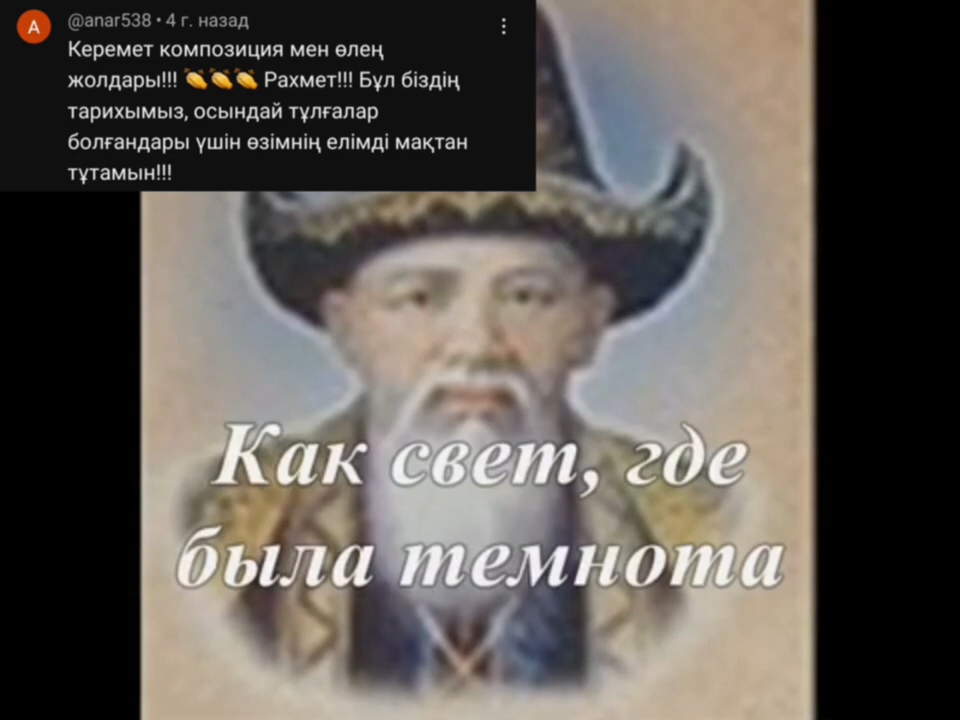 А
@anar538 • 4 г. назад
Керемет композиция мен өлең
жолдары!!! 👏👏👏 Рахмет!!! Бұл біздің
тарихымыз, осындай тұлғалар
болғандары үшін өзімнің елімді мақтан
тұтамын!!!
Как свет, где
была темнота